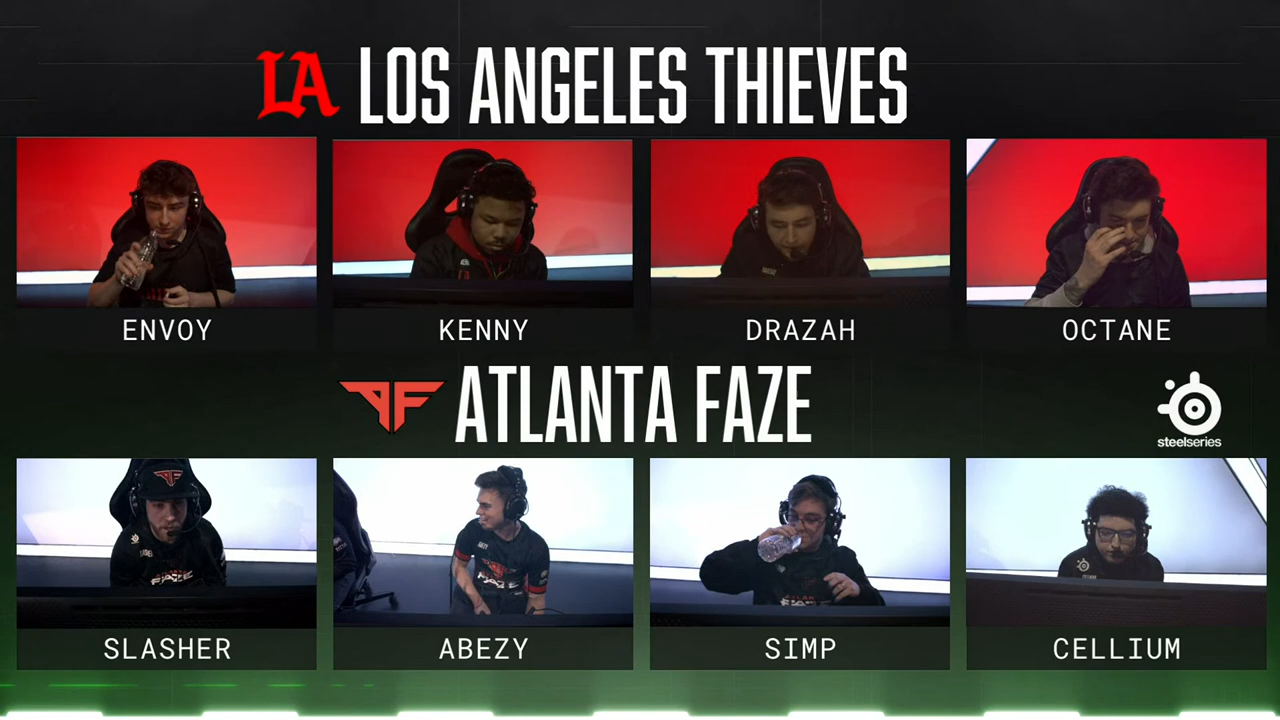 LA LOS ANGELES THIEVES
ENVOY
KENNY
DRAZAH
OCTANE
ATLANTA FAZE
steelseries
SLASHER
ABEZY
SIMP
CELLIUM